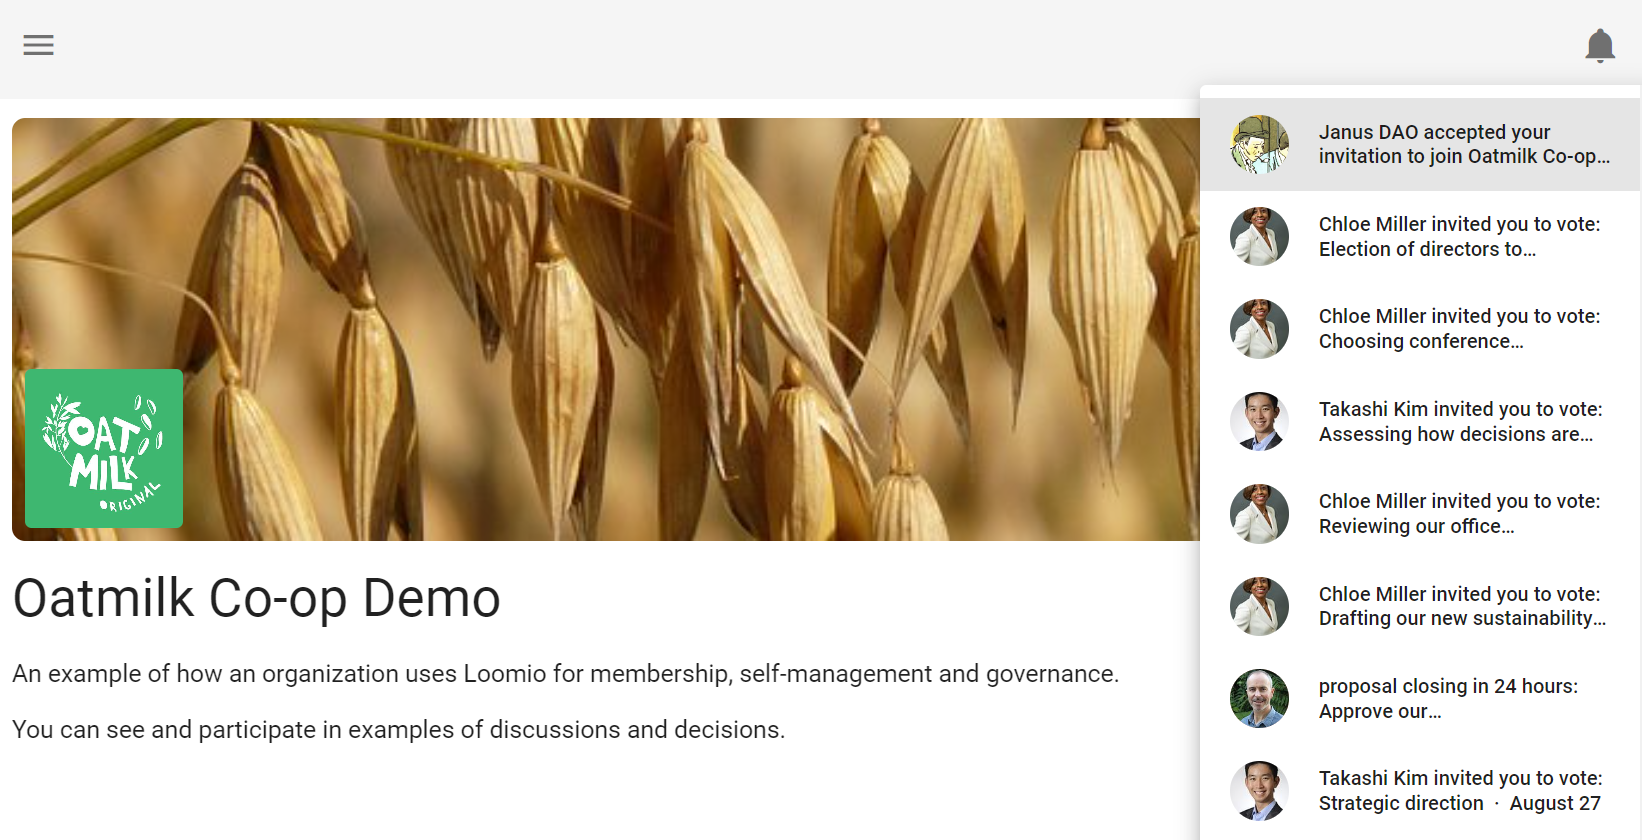 OAT
MILK
ORIGINAL
Oatmilk Co-op Demo
An example of how an organization uses Loomio for membership, self-management and governance.
You can see and participate in examples of discussions and decisions.
Janus DAO accepted your
invitation to join Oatmilk Co-op...
Chloe Miller invited you to vote:
Election of directors to...
Chloe Miller invited you to vote:
Choosing conference...
Takashi Kim invited you to vote:
Assessing how decisions are...
Chloe Miller invited you to vote:
Reviewing our office...
Chloe Miller invited you to vote:
Drafting our new sustainability...
proposal closing in 24 hours:
Approve our...
Takashi Kim invited you to vote:
Strategic direction · August 27